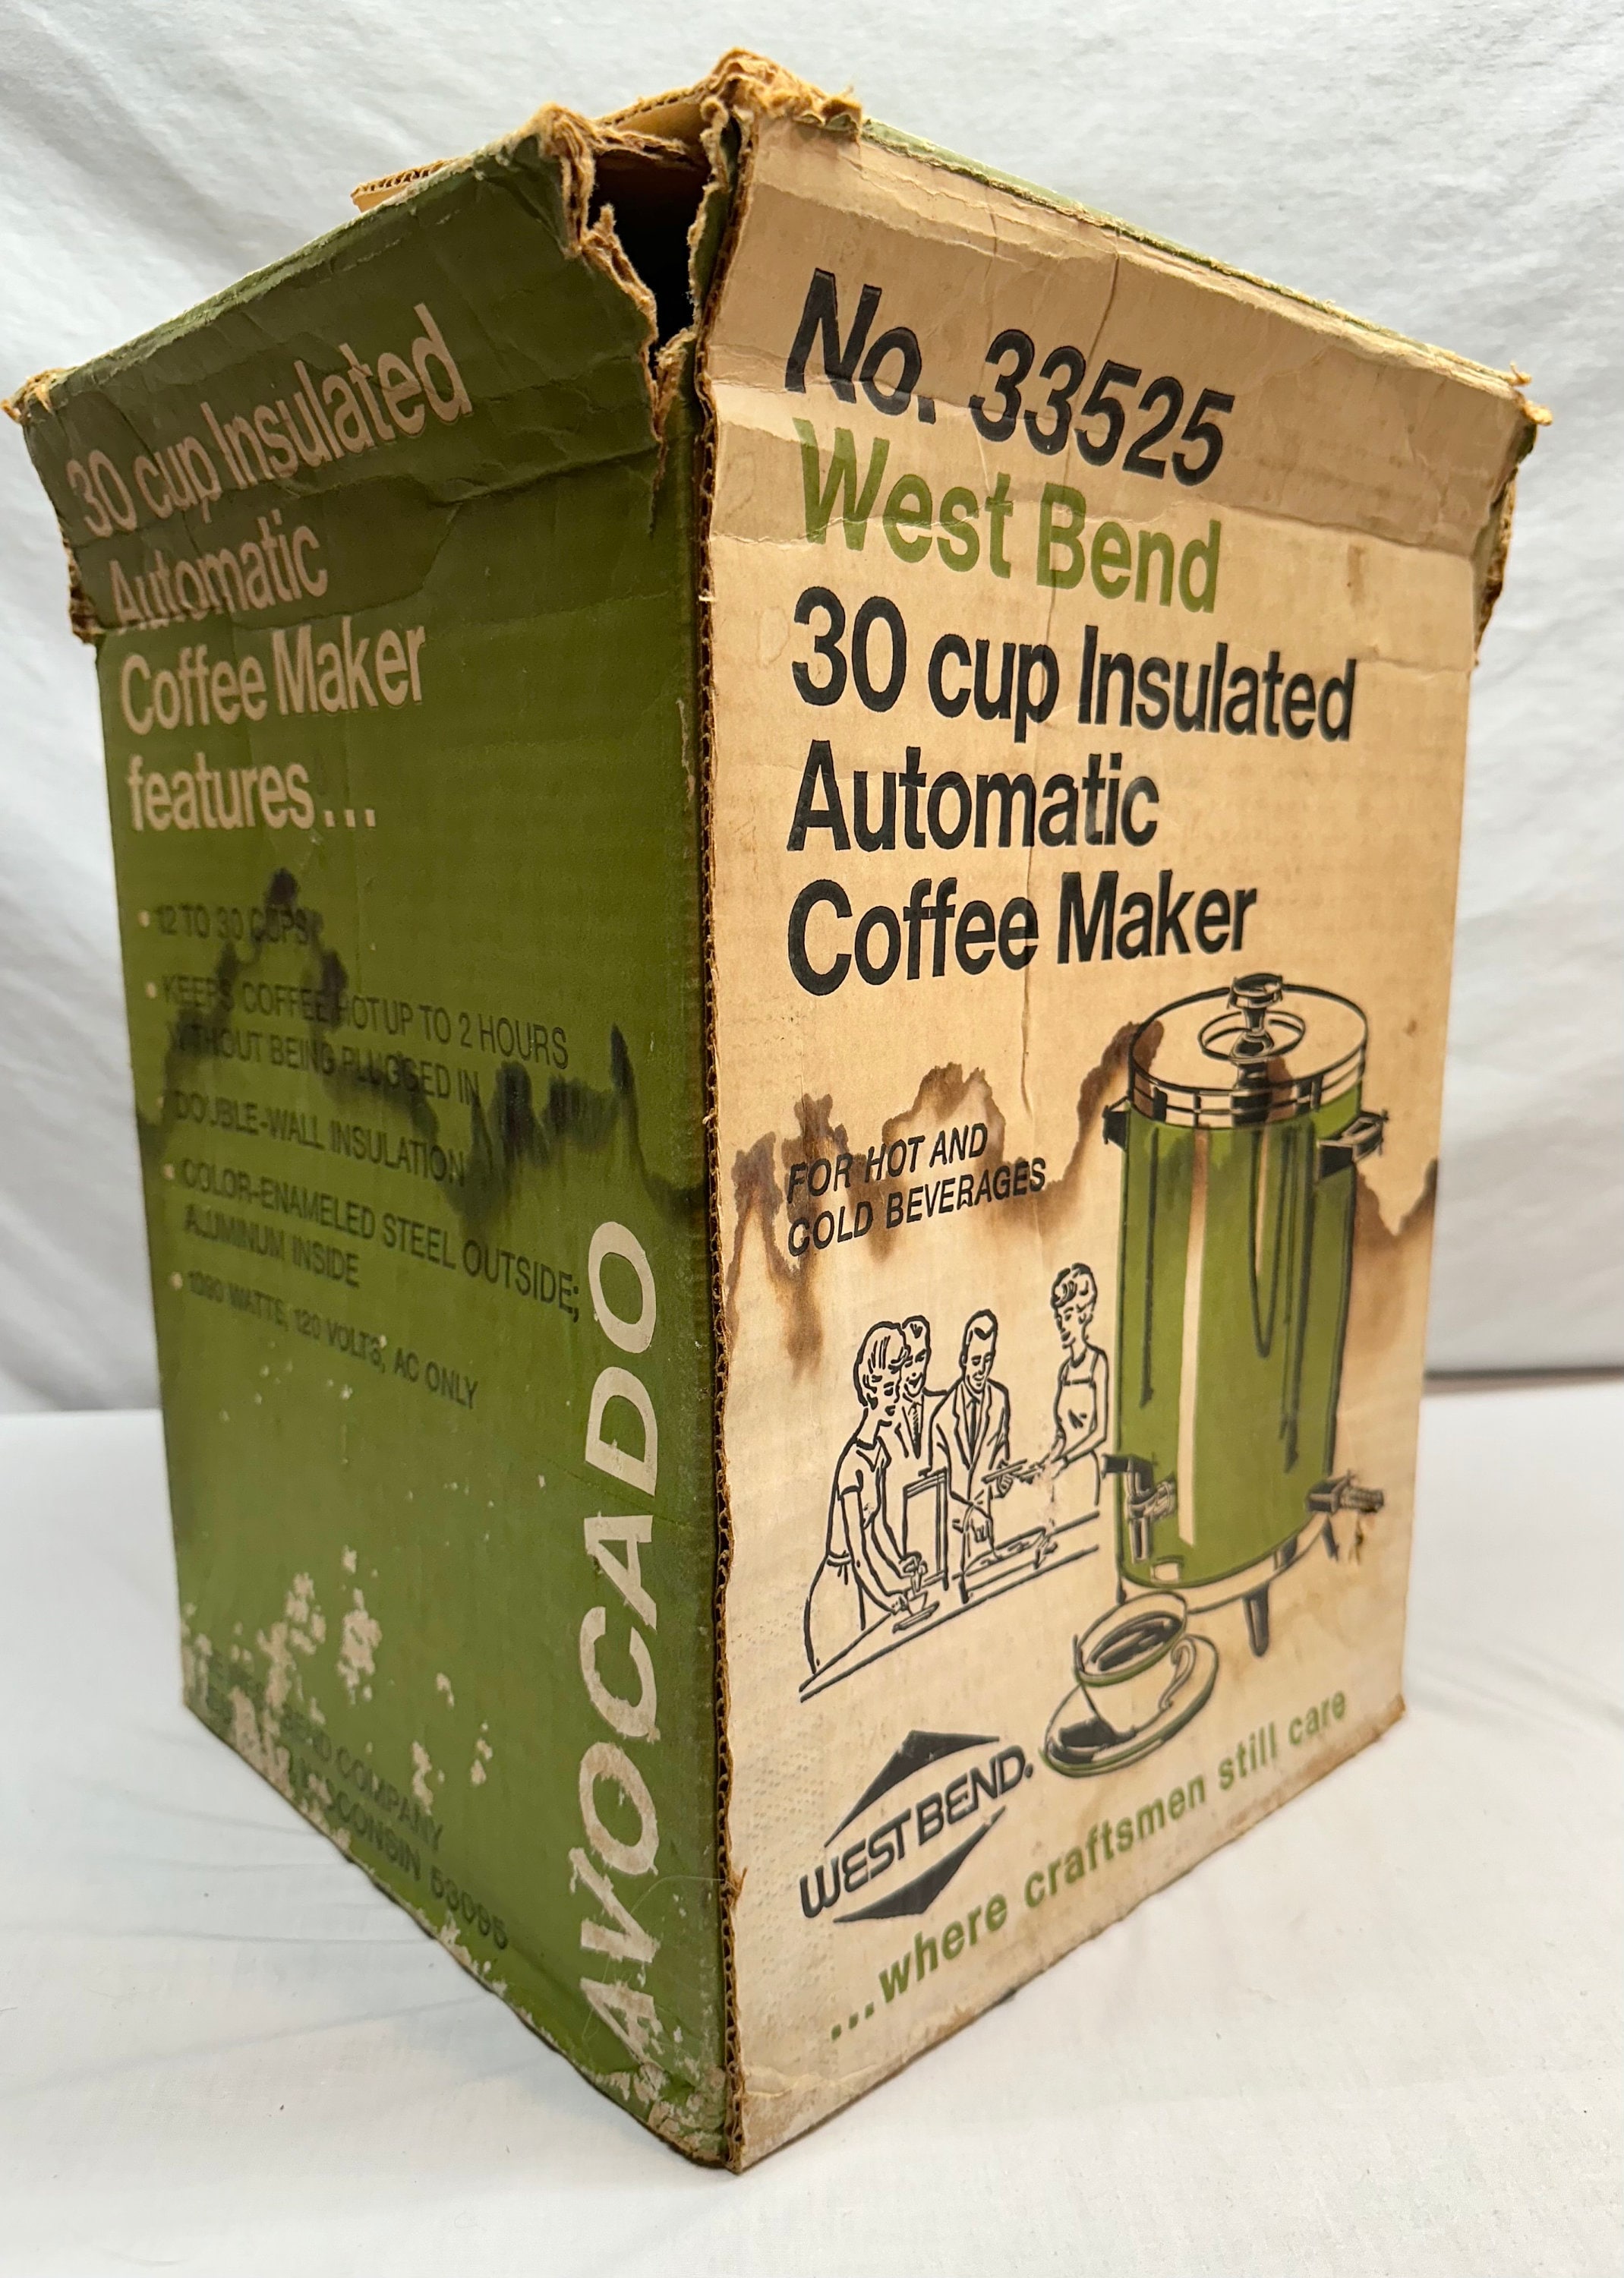 30 cup Insulated
Automatic
Coffee Maker
features...
• 12 TO 30 CUPS
• KEEPS COFFEE HOT UP TO 2 HOURS
WITHOUT BEING PLUGGED IN
• DOUBLE-WALL INSULATION
• COLOR-ENAMELED STEEL OUTSIDE;
ALUMINUM INSIDE
• 1090 WATTS, 120 VOLTS, AC ONLY
BEND COMPANY
WISCONSIN 53095
AVOCADO
No. 33525
West Bend
30 cup Insulated
Automatic
Coffee Maker
FOR HOT AND
COLD BEVERAGES
WEST BEND®
...where craftsmen still care